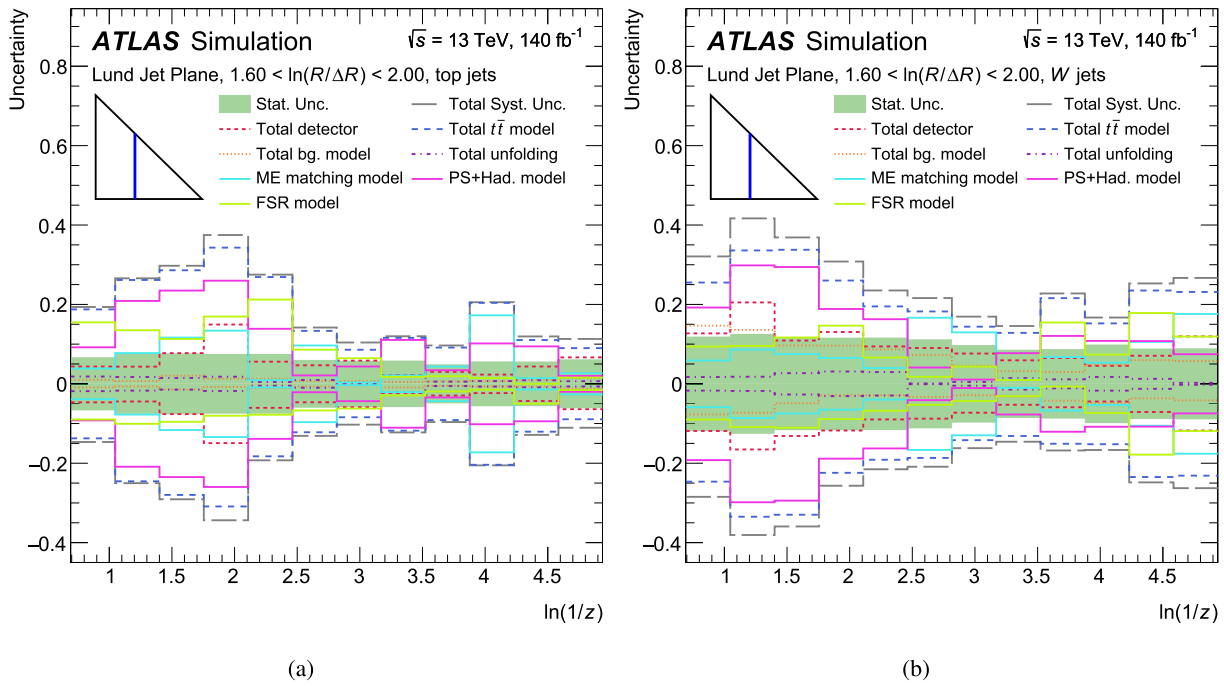 Uncertainty
0.8
0.6
0.4
0.2
0
−0.2
−0.4
ATLAS Simulation
√s = 13 TeV, 140 fb⁻¹
Lund Jet Plane, 1.60 < ln(R/ΔR) < 2.00, top jets
Stat. Unc.
Total Syst. Unc.
Total detector
Total tt̅ model
Total bg. model
Total unfolding
ME matching model
PS+Had. model
FSR model
1 1.5 2 2.5 3 3.5 4 4.5
ln(1/z)
(a)
Uncertainty
0.8
0.6
0.4
0.2
0
−0.2
−0.4
ATLAS Simulation
√s = 13 TeV, 140 fb⁻¹
Lund Jet Plane, 1.60 < ln(R/ΔR) < 2.00, W jets
Stat. Unc.
Total Syst. Unc.
Total detector
Total tt̅ model
Total bg. model
Total unfolding
ME matching model
PS+Had. model
FSR model
1 1.5 2 2.5 3 3.5 4 4.5
ln(1/z)
(b)